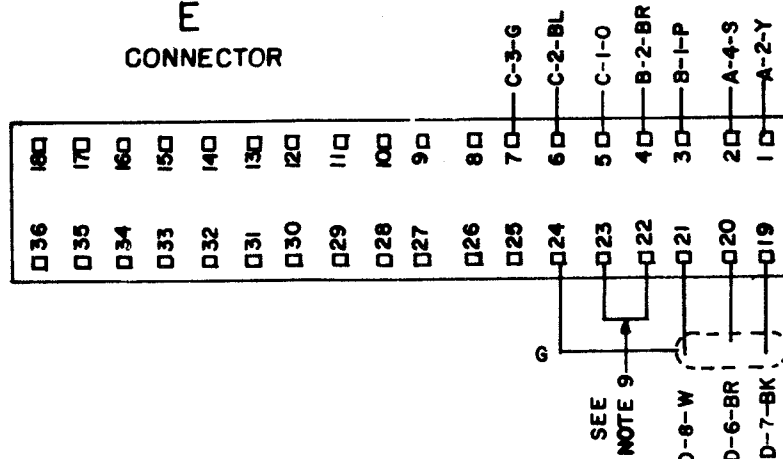 E
CONNECTOR
C-3-G
C-2-BL
C-1-O
B-2-BR
B-1-P
A-4-S
A-2-Y
18 17 16 15 14 13 12 11 10 9 8 7 6 5 4 3 2 1
36 35 34 33 32 31 30 29 28 27 26 25 24 23 22 21 20 19
G
SEE
NOTE 9
D-8-W
D-6-BR
D-7-BK